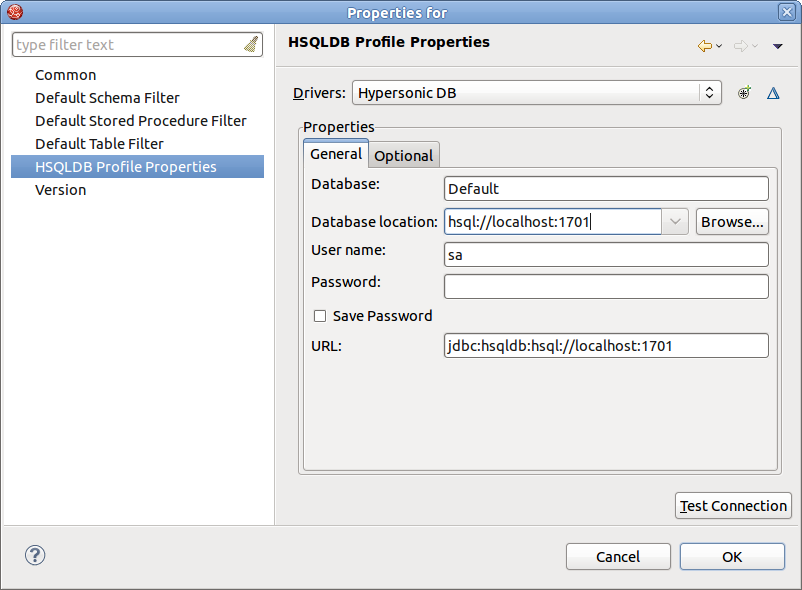 Properties for
type filter text
Common
Default Schema Filter
Default Stored Procedure Filter
Default Table Filter
HSQLDB Profile Properties
Version
HSQLDB Profile Properties
Drivers: Hypersonic DB
Properties
General Optional
Database: Default
Database location: hsql://localhost:1701 Browse...
User name: sa
Password:
Save Password
URL: jdbc:hsqldb:hsql://localhost:1701
Test Connection
? Cancel OK